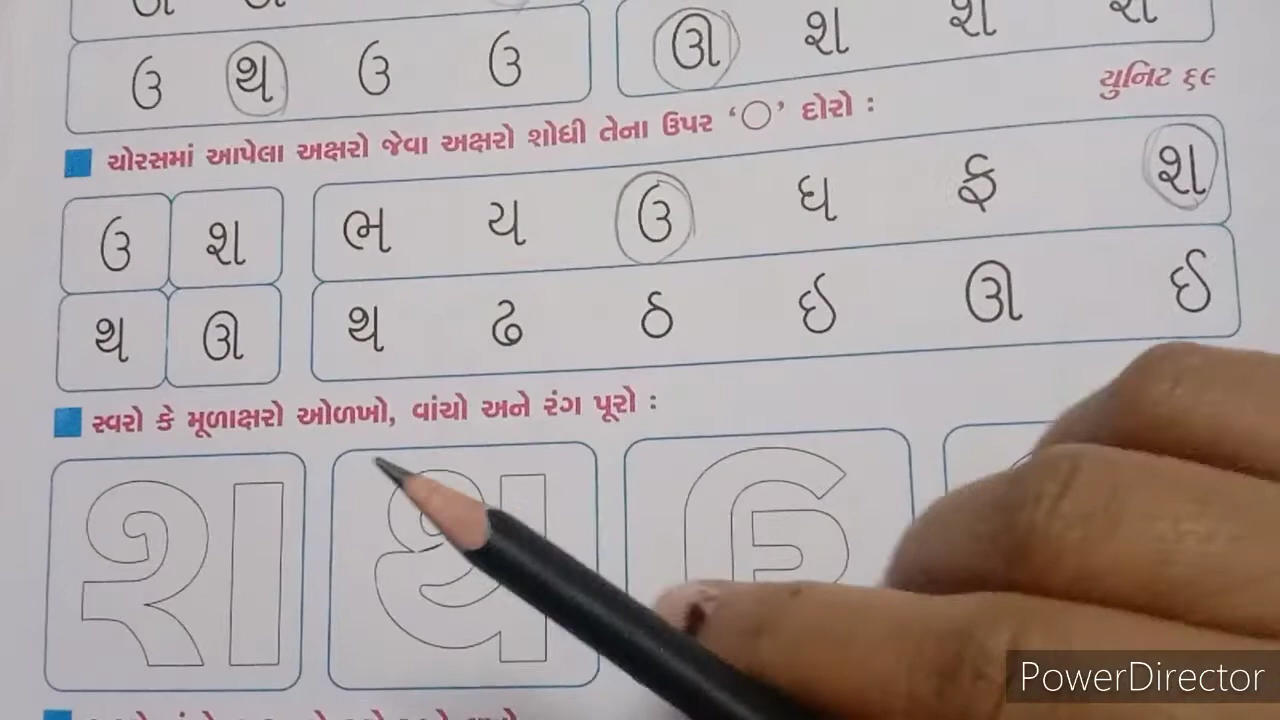 ઉ થ ઉ ઉ
ઊ શ શ શ
યુનિટ ૬૯
ચોરસમાં આપેલા અક્ષરો જેવા અક્ષરો શોધી તેના ઉપર ‘○’ દોરો :
ઉ શ ભ ય ઉ ઘ ફ શ
થ ઊ થ ઢ ઠ ઇ ઊ ઈ
સ્વરો કે મૂળાક્ષરો ઓળખો, વાંચો અને રંગ પૂરો :
શ થ ઉ
PowerDirector